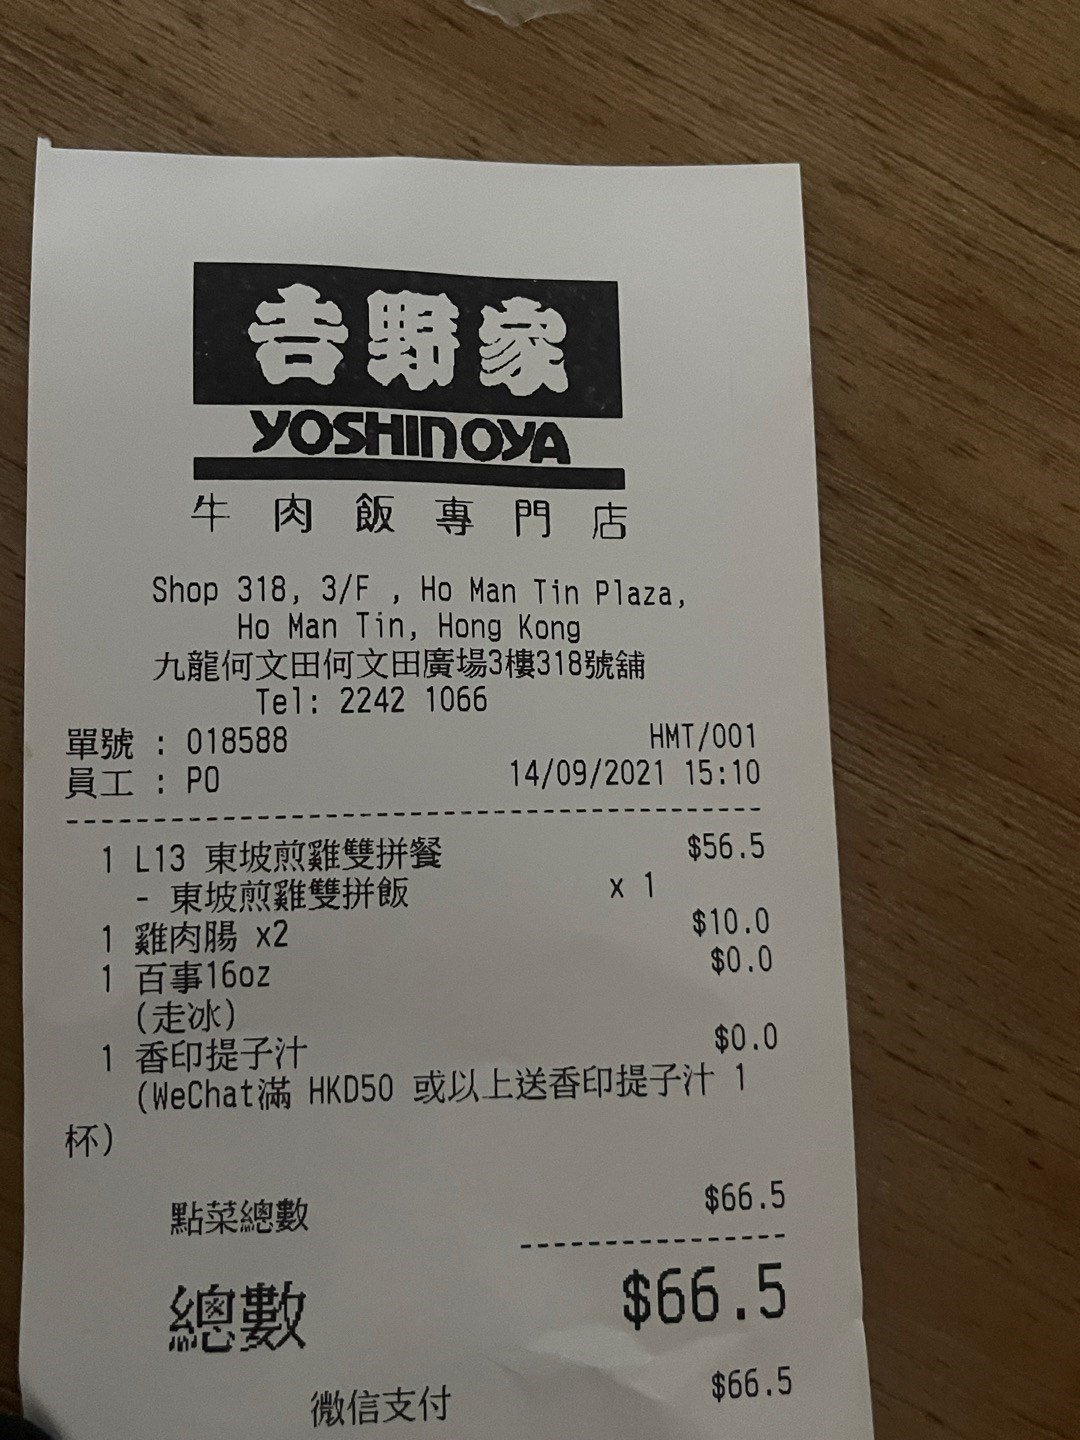 吉野家
YOSHINOYA
牛肉飯專門店
Shop 318, 3/F , Ho Man Tin Plaza,
Ho Man Tin, Hong Kong
九龍何文田何文田廣場3樓318號舖
Tel: 2242 1066
單號 : 018588 HMT/001
員工 : PO 14/09/2021 15:10
1 L13 東坡煎雞雙拼餐 $56.5
- 東坡煎雞雙拼飯 x 1
1 雞肉腸 x2 $10.0
1 百事16oz $0.0
(走冰)
1 香印提子汁 $0.0
(WeChat滿 HKD50 或以上送香印提子汁 1
杯)
點菜總數 $66.5
總數 $66.5
微信支付 $66.5